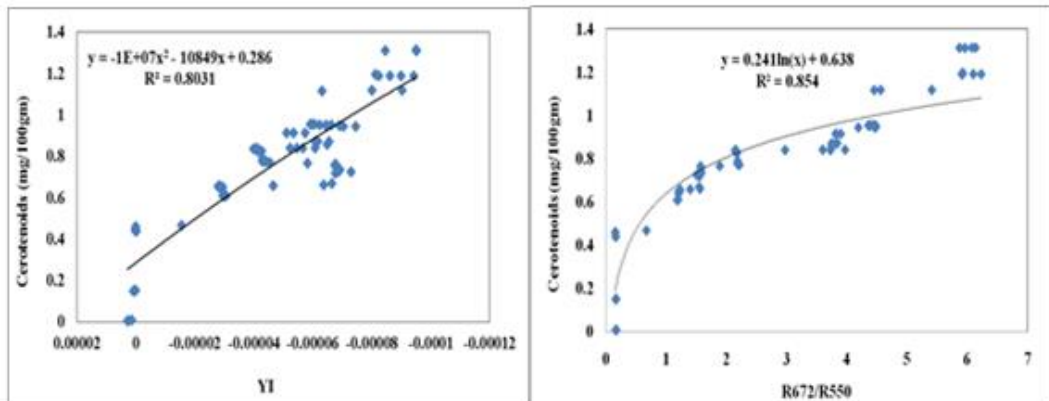 y = -1E+07x² - 10849x + 0.286
R² = 0.8031
Cerotenoids (mg/100gm)
1.4
1.2
1
0.8
0.6
0.4
0.2
0
0.00002 0 -0.00002 -0.00004 -0.00006 -0.00008 -0.0001 -0.00012
YI
y = 0.241ln(x) + 0.638
R² = 0.854
Cerotenoids (mg/100gm)
1.4
1.2
1
0.8
0.6
0.4
0.2
0
0 1 2 3 4 5 6 7
R672/R550